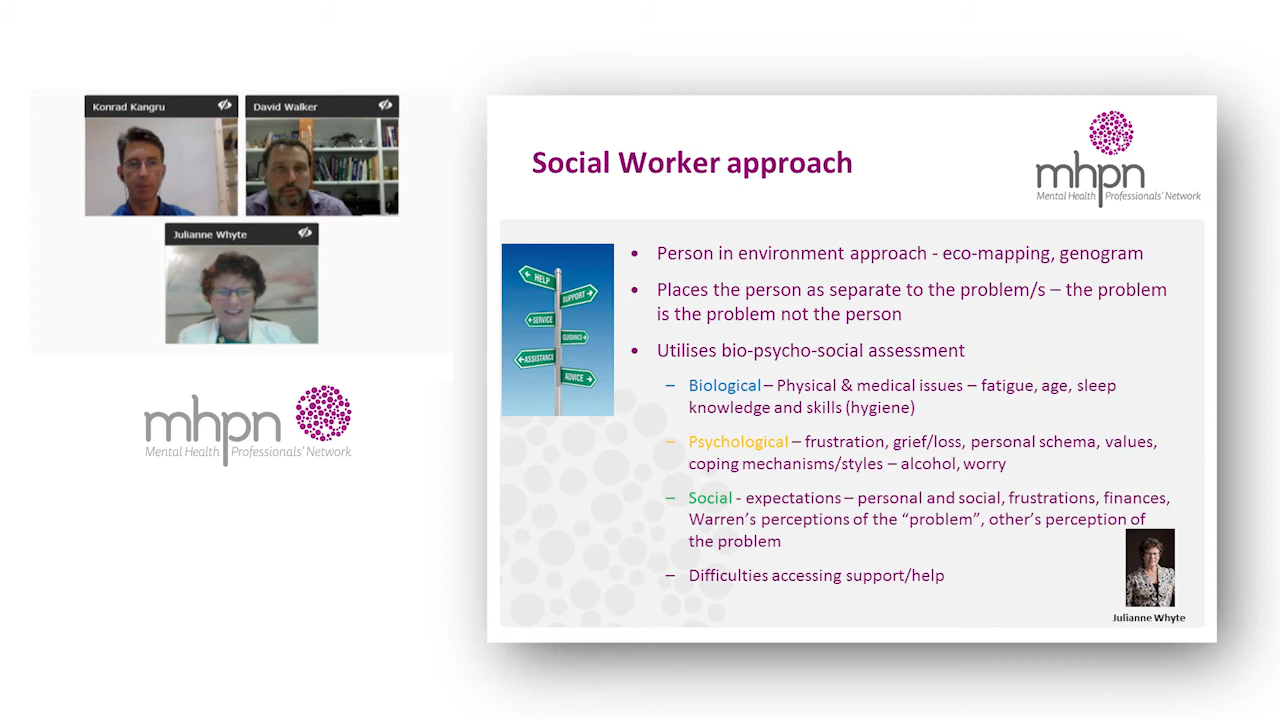 Konrad Kangru
David Walker
Julianne Whyte
mhpn
Mental Health Professionals' Network
Social Worker approach
mhpn
Mental Health Professionals' Network
HELP
SUPPORT
SERVICE
GUIDANCE
ASSISTANCE
ADVICE
• Person in environment approach - eco-mapping, genogram
• Places the person as separate to the problem/s – the problem
is the problem not the person
• Utilises bio-psycho-social assessment
– Biological – Physical & medical issues – fatigue, age, sleep
knowledge and skills (hygiene)
– Psychological – frustration, grief/loss, personal schema, values,
coping mechanisms/styles – alcohol, worry
– Social - expectations – personal and social, frustrations, finances,
Warren's perceptions of the “problem”, other's perception of
the problem
– Difficulties accessing support/help
Julianne Whyte